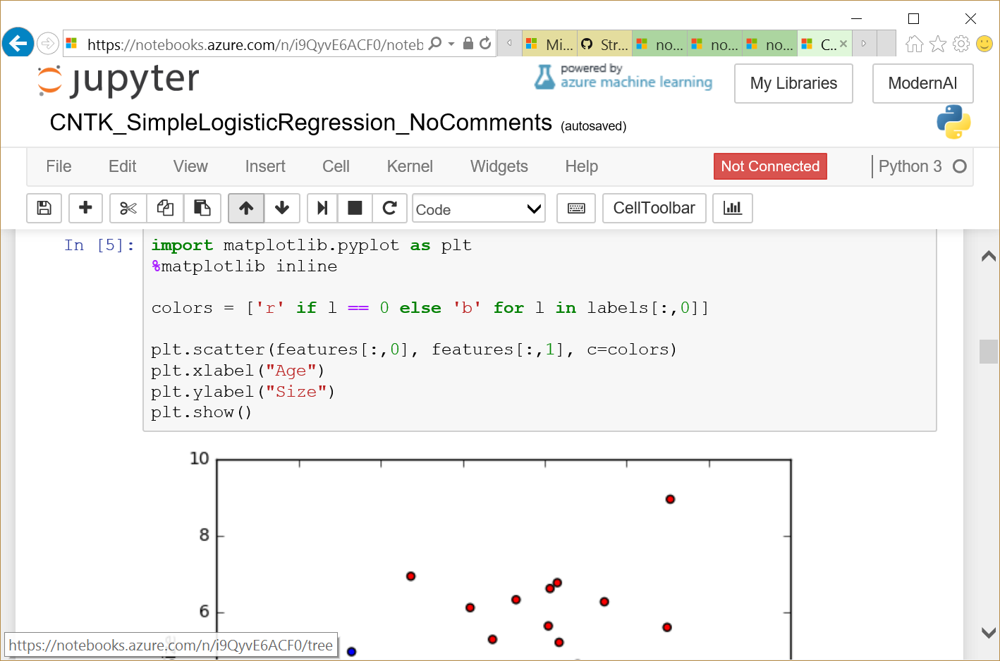 https://notebooks.azure.com/n/i9QyvE6ACF0/noteb
Mi...
Str...
no...
no...
no...
C...
jupyter
powered by
azure machine learning
My Libraries
ModernAI
CNTK_SimpleLogisticRegression_NoComments (autosaved)
File Edit View Insert Cell Kernel Widgets Help
Not Connected
Python 3
Code
CellToolbar
In [5]:
import matplotlib.pyplot as plt
%matplotlib inline
colors = ['r' if l == 0 else 'b' for l in labels[:,0]]
plt.scatter(features[:,0], features[:,1], c=colors)
plt.xlabel("Age")
plt.ylabel("Size")
plt.show()
10
8
6
https://notebooks.azure.com/n/i9QyvE6ACF0/tree